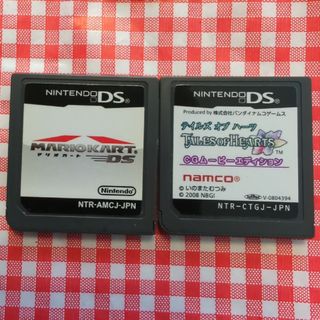 NINTENDO DS
MARIOKART
マリオカート
DS
Nintendo
NTR-AMCJ-JPN
NINTENDO DS
Produced by 株式会社バンダイナムコゲームス
テイルズ オブ ハーツ
TALES OF HEARTS
TM
CGムービーエディション
namco
© いのまたむつみ
© 2008 NBGI
V-0804394
NTR-CTGJ-JPN